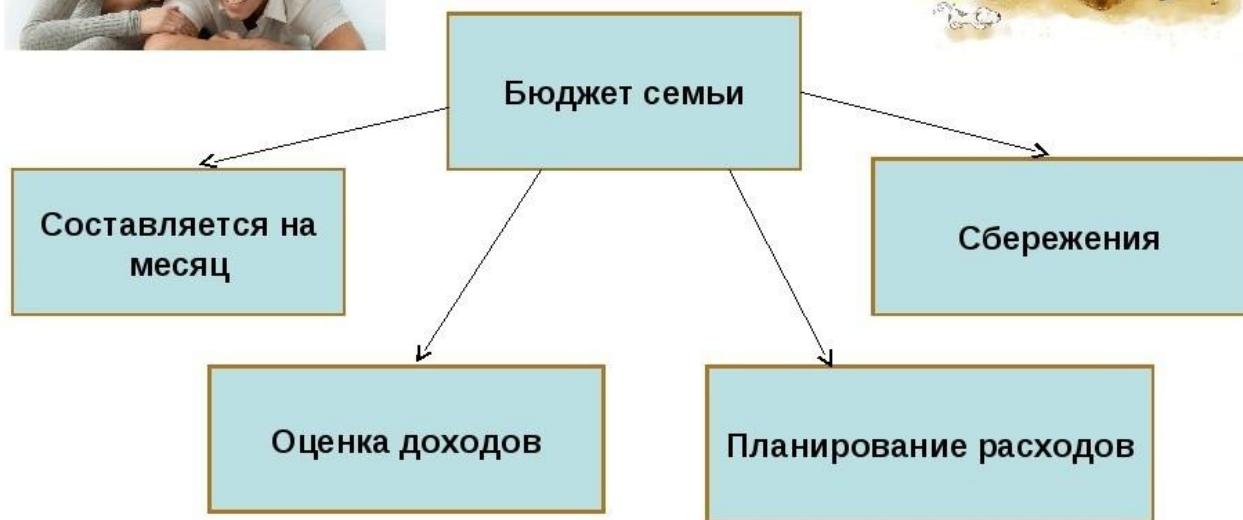 Бюджет семьи
Составляется на
месяц
Сбережения
Оценка доходов
Планирование расходов